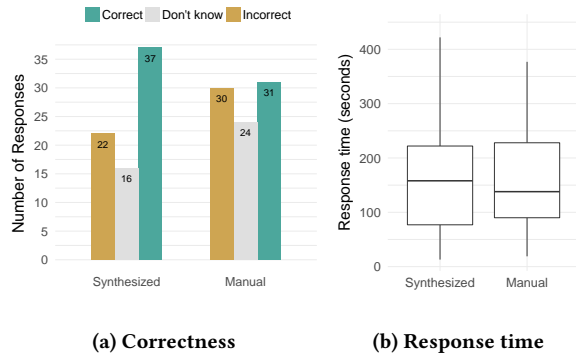 Correct Don't know Incorrect
Number of Responses
35
30
25
20
15
10
5
0
22
16
37
30
24
31
Synthesized Manual
(a) Correctness
Response time (seconds)
400
300
200
100
0
Synthesized Manual
(b) Response time